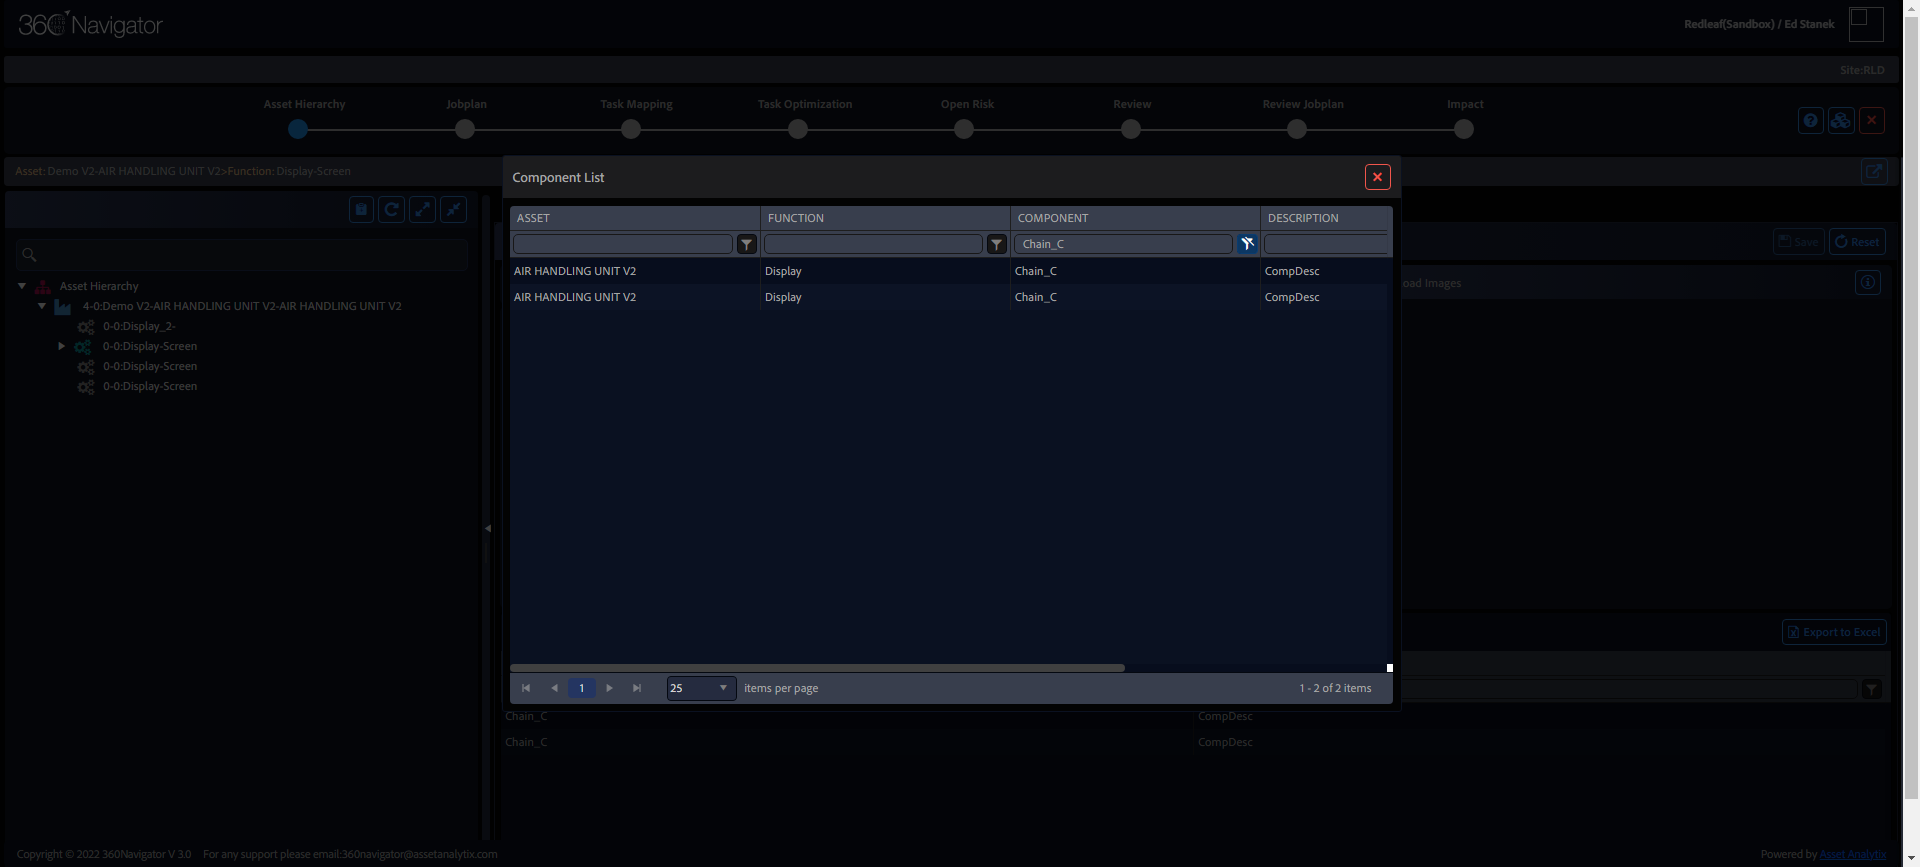 360 Navigator
Redleaf(Sandbox) / Ed Stanek
Site:RLD
Asset Hierarchy
Jobplan
Task Mapping
Task Optimization
Open Risk
Review
Review Jobplan
Impact
Asset: Demo V2-AIR HANDLING UNIT V2>Function: Display-Screen
Asset Hierarchy
4-0:Demo V2-AIR HANDLING UNIT V2-AIR HANDLING UNIT V2
0-0:Display_2-
0-0:Display-Screen
0-0:Display-Screen
0-0:Display-Screen
Component List
ASSET FUNCTION COMPONENT DESCRIPTION
Chain_C
AIR HANDLING UNIT V2 Display Chain_C CompDesc
AIR HANDLING UNIT V2 Display Chain_C CompDesc
1
25
items per page
1 - 2 of 2 items
Save
Reset
oad Images
Export to Excel
Chain_C CompDesc
Chain_C CompDesc
Copyright © 2022 360Navigator V 3.0 For any support please email:360navigator@assetanalytix.com
Powered by Asset Analytix